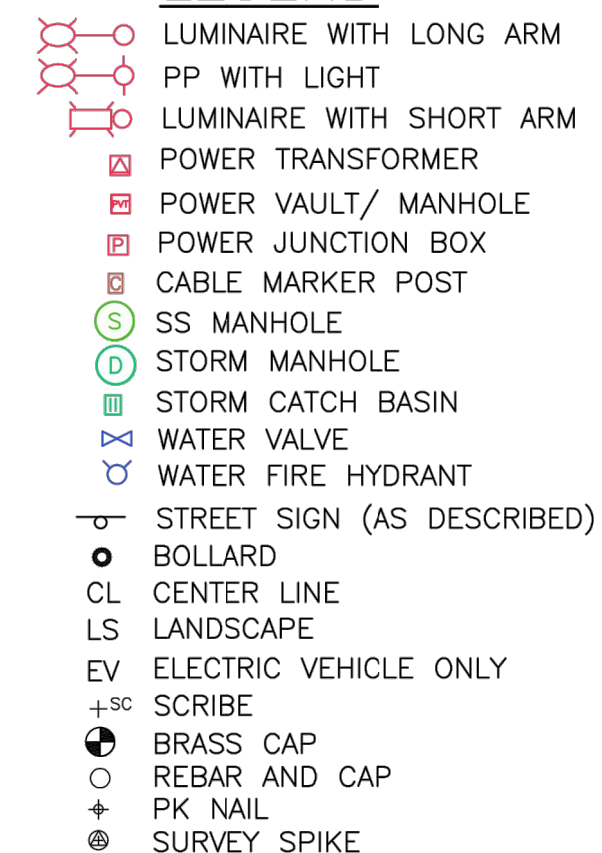 LUMINAIRE WITH LONG ARM
PP WITH LIGHT
LUMINAIRE WITH SHORT ARM
POWER TRANSFORMER
PVT POWER VAULT/ MANHOLE
P POWER JUNCTION BOX
C CABLE MARKER POST
S SS MANHOLE
D STORM MANHOLE
STORM CATCH BASIN
WATER VALVE
WATER FIRE HYDRANT
STREET SIGN (AS DESCRIBED)
BOLLARD
CL CENTER LINE
LS LANDSCAPE
EV ELECTRIC VEHICLE ONLY
+SC SCRIBE
BRASS CAP
REBAR AND CAP
PK NAIL
SURVEY SPIKE